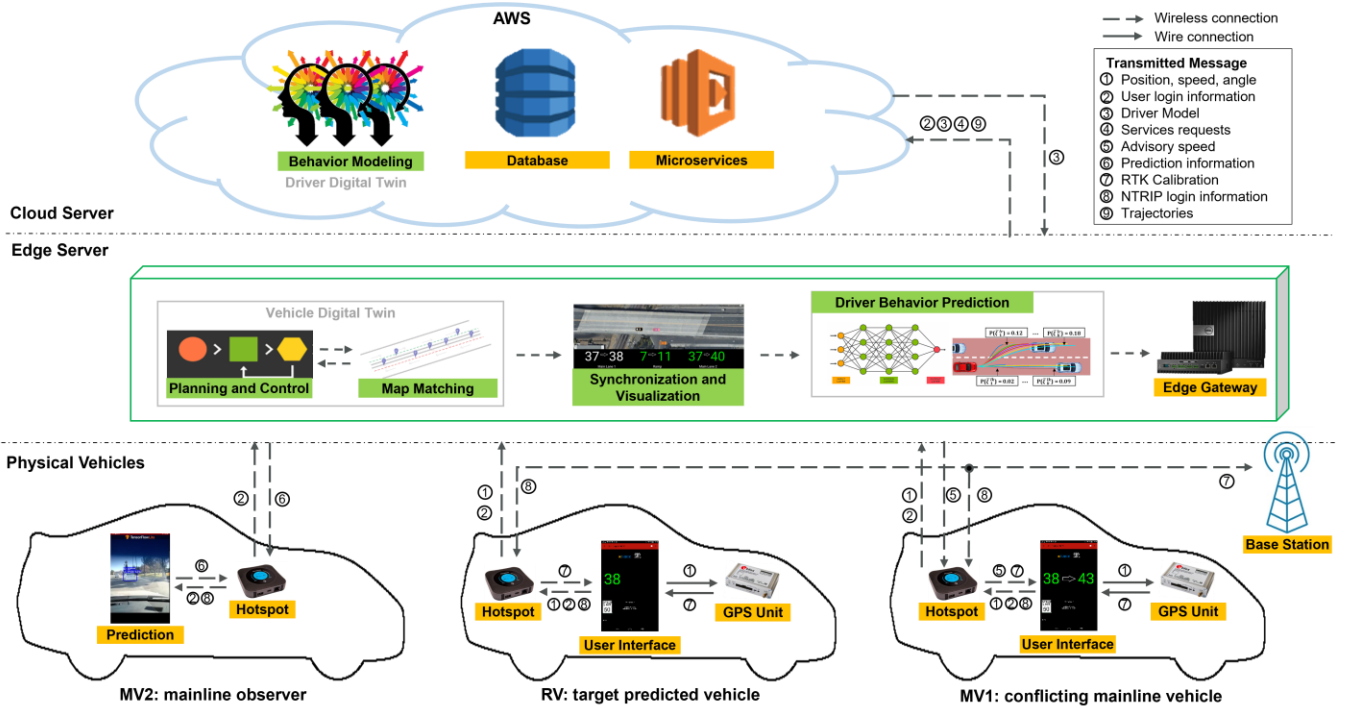 AWS
Wireless connection
Wire connection
Transmitted Message
① Position, speed, angle
② User login information
③ Driver Model
④ Services requests
⑤ Advisory speed
⑥ Prediction information
⑦ RTK Calibration
⑧ NTRIP login information
⑨ Trajectories
Behavior Modeling
Database
Microservices
Driver Digital Twin
②③④⑨
③
Cloud Server
Edge Server
Vehicle Digital Twin
Planning and Control
Map Matching
37 38
7 11
37 40
Synchronization and
Visualization
Driver Behavior Prediction
Edge Gateway
Physical Vehicles
②
⑥
①
②
⑧
①
②
⑤
⑧
⑦
Base Station
⑥
②⑧
Prediction
Hotspot
⑦
①②⑧
38
①
⑦
Hotspot
User Interface
GPS Unit
⑤⑦
①②⑧
38 43
①
⑦
Hotspot
User Interface
GPS Unit
MV2: mainline observer
RV: target predicted vehicle
MV1: conflicting mainline vehicle